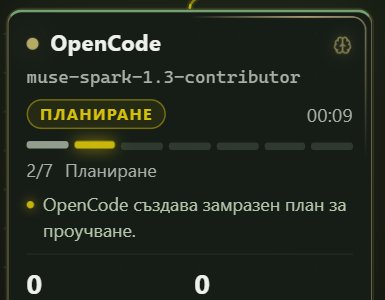 OpenCode
muse-spark-1.3-contributor
ПЛАНИРАНЕ
00:09
2/7 Планиране
OpenCode създава замразен план за
проучване.
0 0